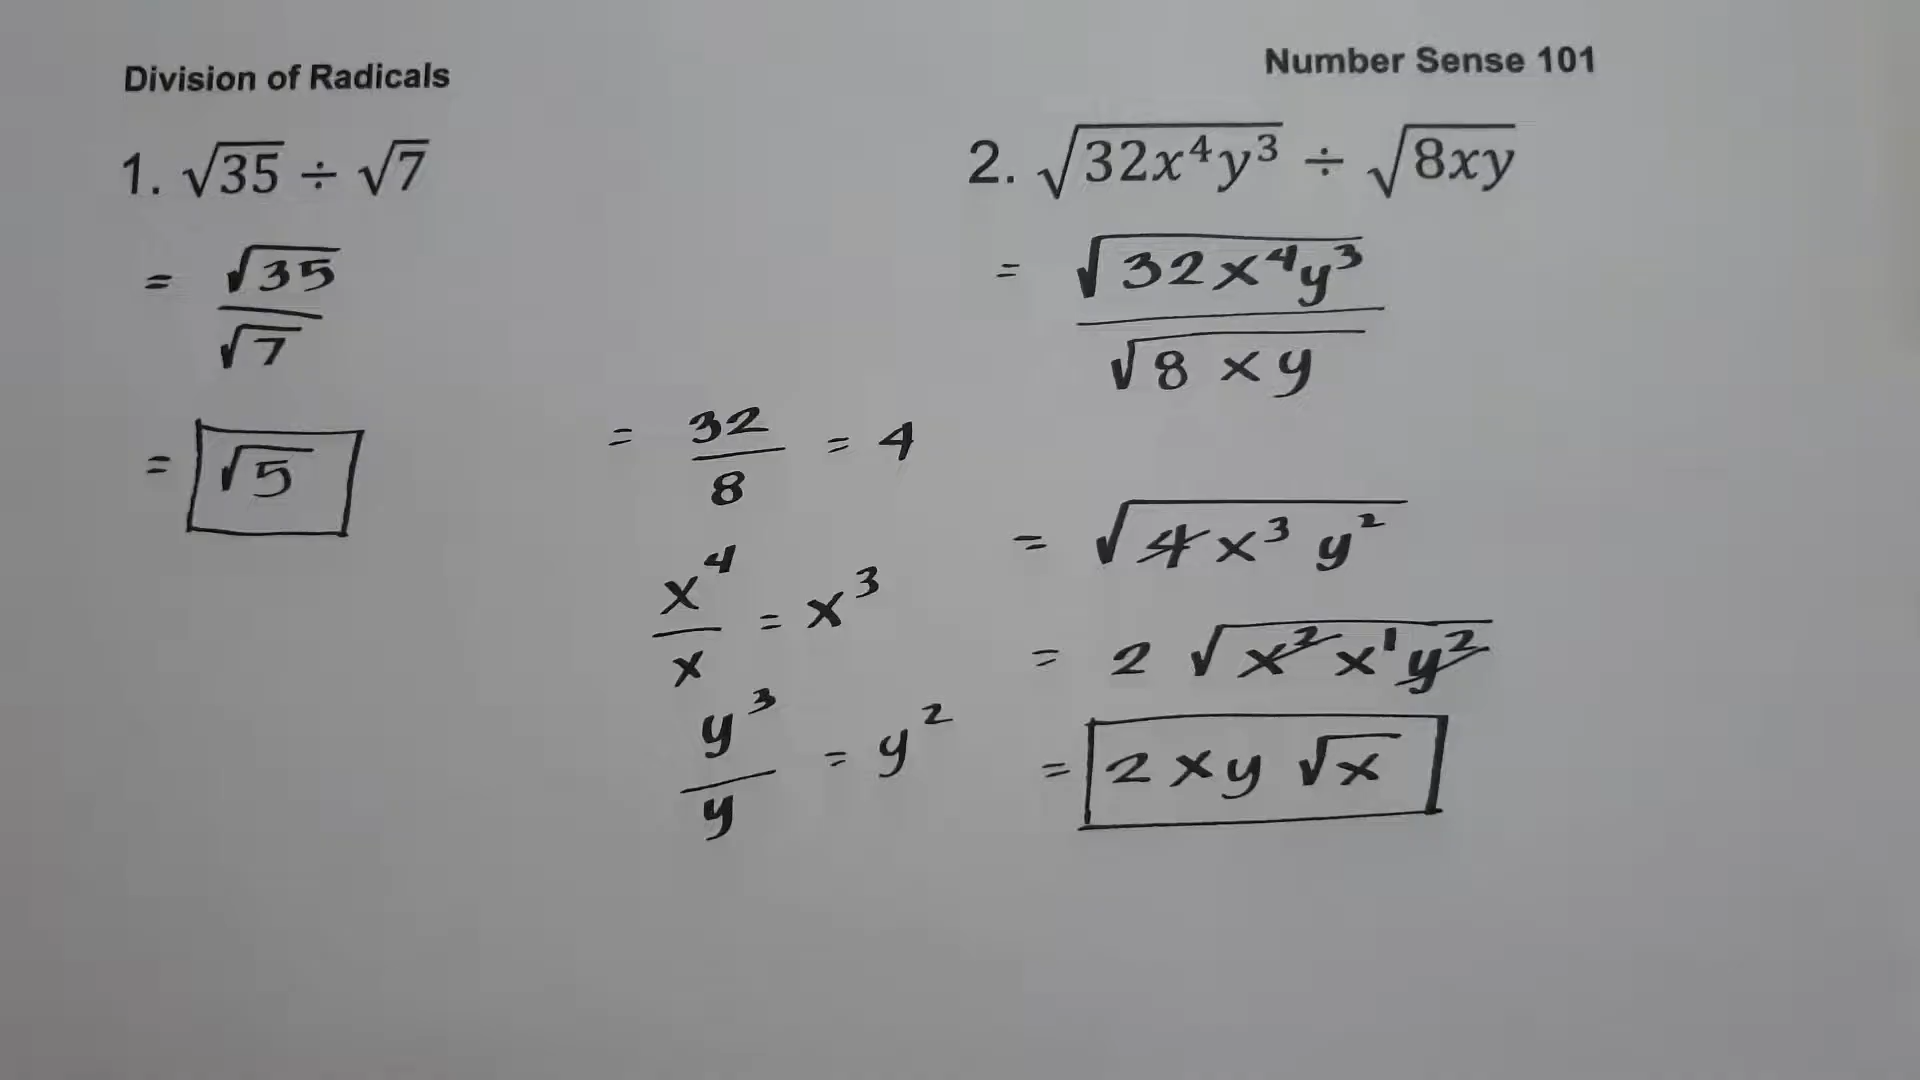 Division of Radicals
Number Sense 101
1. √35 ÷ √7
= √35
√7
= √5
2. √32x⁴y³ ÷ √8xy
= √32x⁴y³
√8xy
= 32 = 4
8
x⁴ = x³
x
y³ = y²
y
= √4x³y²
= 2√x²x¹y²
= 2xy√x